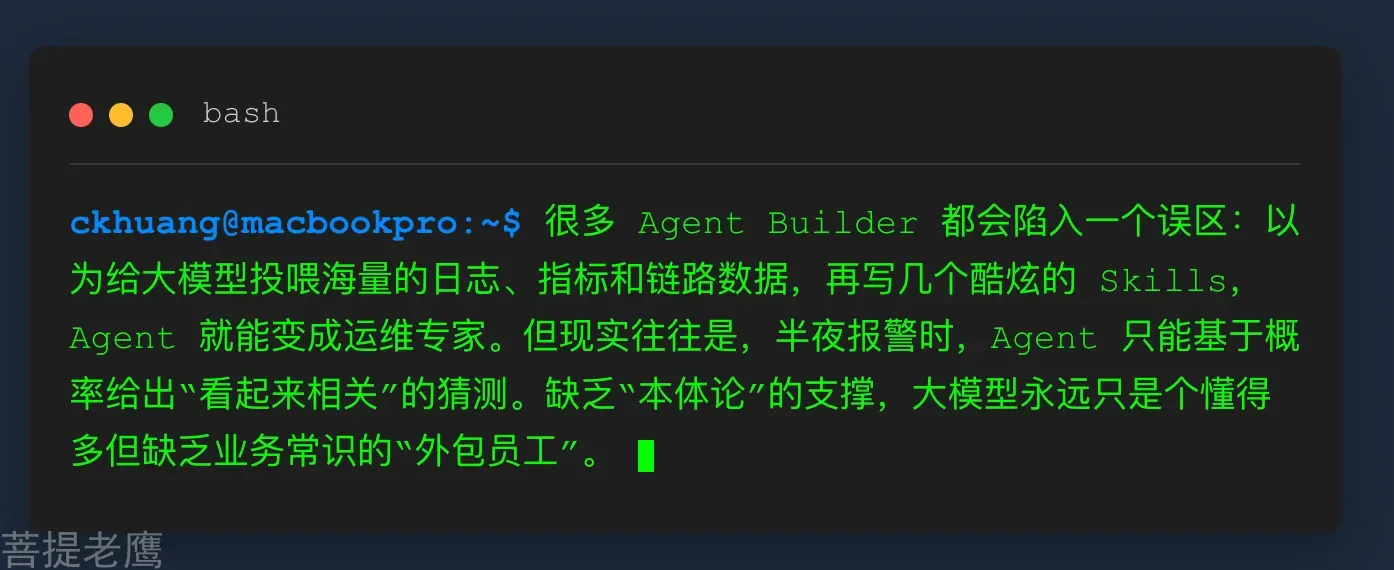 bash
ckhuang@macbookpro:~$ 很多 Agent Builder 都会陷入一个误区：以
为给大模型投喂海量的日志、指标和链路数据，再写几个酷炫的 Skills，
Agent 就能变成运维专家。但现实往往是，半夜报警时，Agent 只能基于概
率给出“看起来相关”的猜测。缺乏“本体论”的支撑，大模型永远只是个懂得
多但缺乏业务常识的“外包员工”。
菩提老鹰